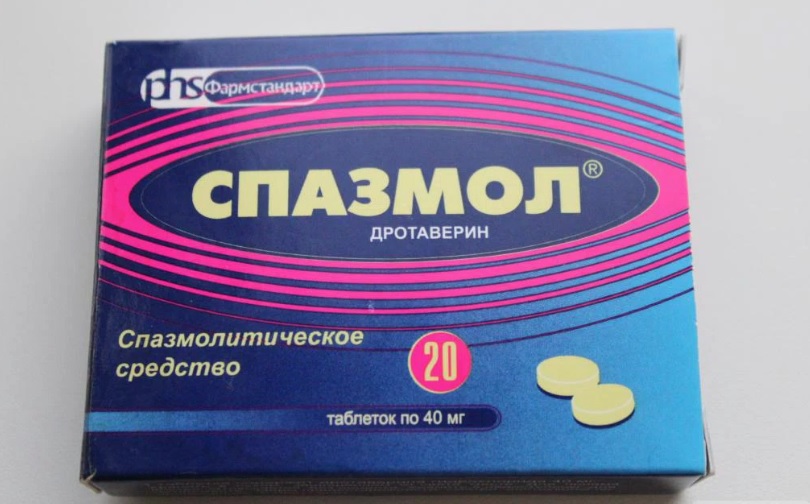 phs Фармстандарт
СПАЗМОЛ®
ДРОТАВЕРИН
Спазмолитическое
средство
20
таблеток по 40 мг